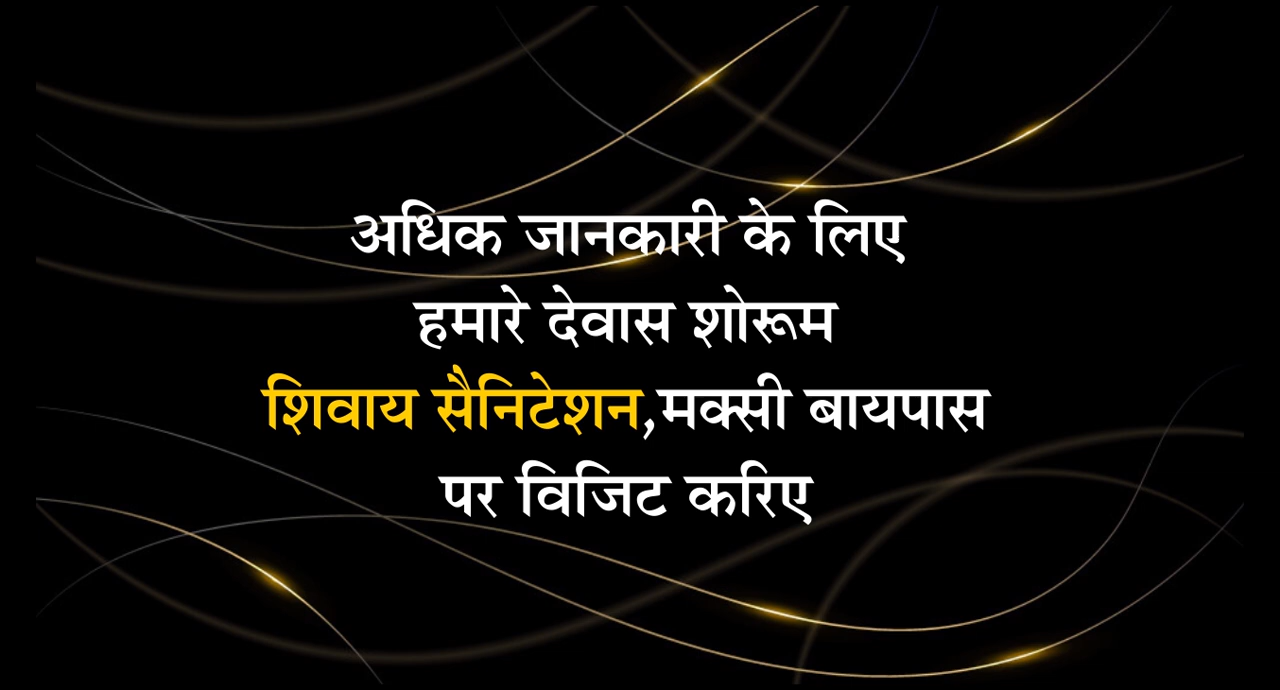 अधिक जानकारी के लिए
हमारे देवास शोरूम
शिवाय सैनिटेशन,मक्सी बायपास
पर विजिट करिए